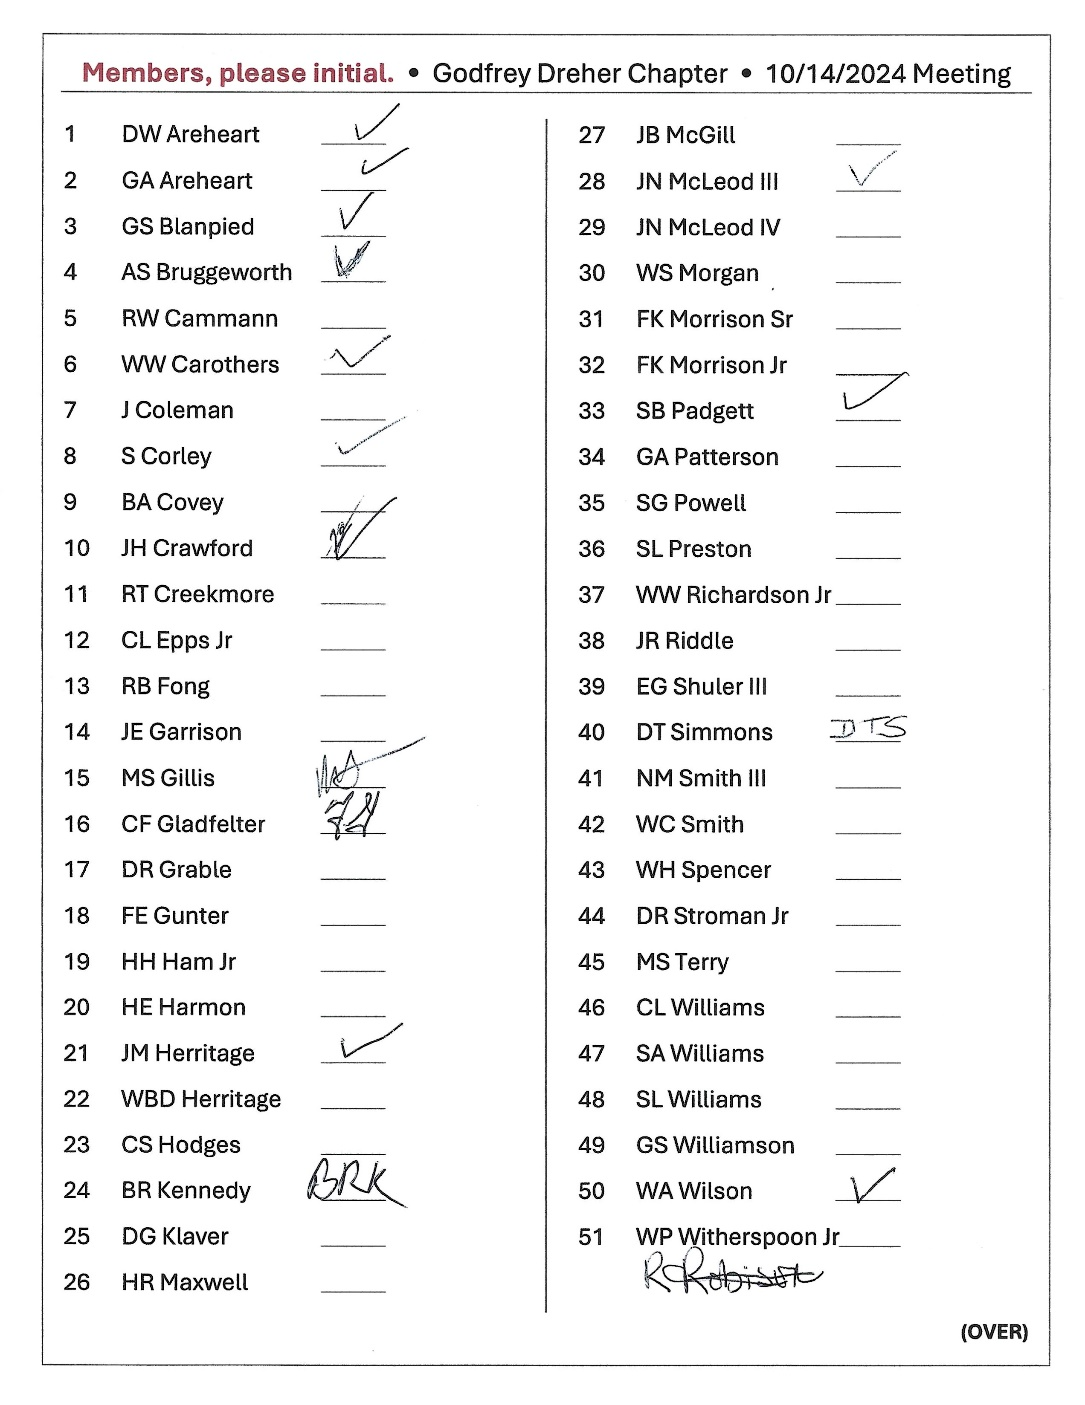 Members, please initial. • Godfrey Dreher Chapter • 10/14/2024 Meeting
1 DW Areheart ✓
2 GA Areheart ✓
3 GS Blanpied ✓
4 AS Bruggeworth ✓
5 RW Cammann
6 WW Carothers ✓
7 J Coleman
8 S Corley ✓
9 BA Covey
10 JH Crawford ✓
11 RT Creekmore
12 CL Epps Jr
13 RB Fong
14 JE Garrison
15 MS Gillis
16 CF Gladfelter
17 DR Grable
18 FE Gunter
19 HH Ham Jr
20 HE Harmon
21 JM Herritage ✓
22 WBD Herritage
23 CS Hodges
24 BR Kennedy BRK
25 DG Klaver
26 HR Maxwell
27 JB McGill
28 JN McLeod III ✓
29 JN McLeod IV
30 WS Morgan
31 FK Morrison Sr
32 FK Morrison Jr
33 SB Padgett ✓
34 GA Patterson
35 SG Powell
36 SL Preston
37 WW Richardson Jr
38 JR Riddle
39 EG Shuler III
40 DT Simmons DTS
41 NM Smith III
42 WC Smith
43 WH Spencer
44 DR Stroman Jr
45 MS Terry
46 CL Williams
47 SA Williams
48 SL Williams
49 GS Williamson
50 WA Wilson ✓
51 WP Witherspoon Jr
(OVER)